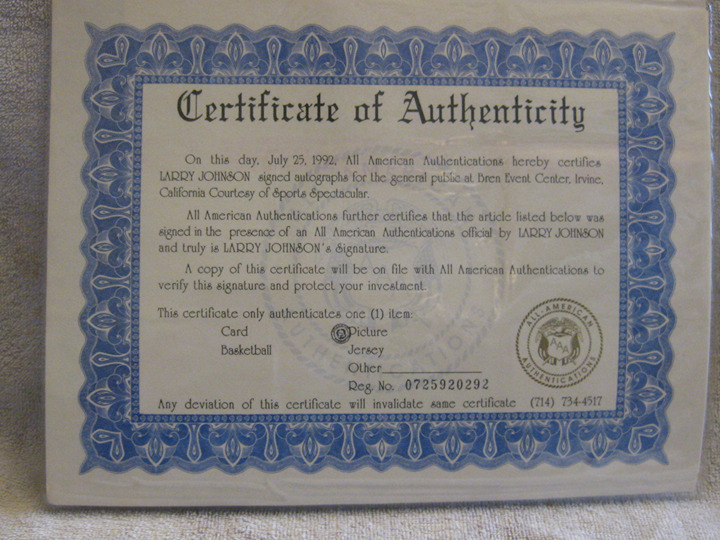 Certificate of Authenticity
On this day, July 25, 1992, All American Authentications hereby certifies
LARRY JOHNSON signed autographs for the general public at Bren Event Center, Irvine,
California Courtesy of Sports Spectacular.
All American Authentications further certifies that the article listed below was
signed in the presence of an All American Authentications official by LARRY JOHNSON
and truly is LARRY JOHNSON's Signature.
A copy of this certificate will be on file with All American Authentications to
verify this signature and protect your investment.
This certificate only authenticates one (1) item:
Card Picture
Basketball Jersey
Other
Reg. No. 0725920292
ALL-AMERICAN
AAA
AUTHENTICATIONS
Any deviation of this certificate will invalidate same certificate (714) 734-4517